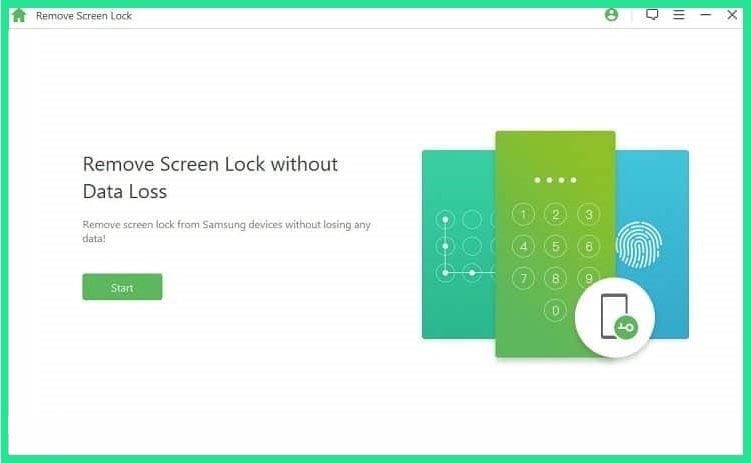 Remove Screen Lock
Remove Screen Lock without
Data Loss
Remove screen lock from Samsung devices without losing any
data!
Start
1 2 3
4 5 6
7 8 9
0